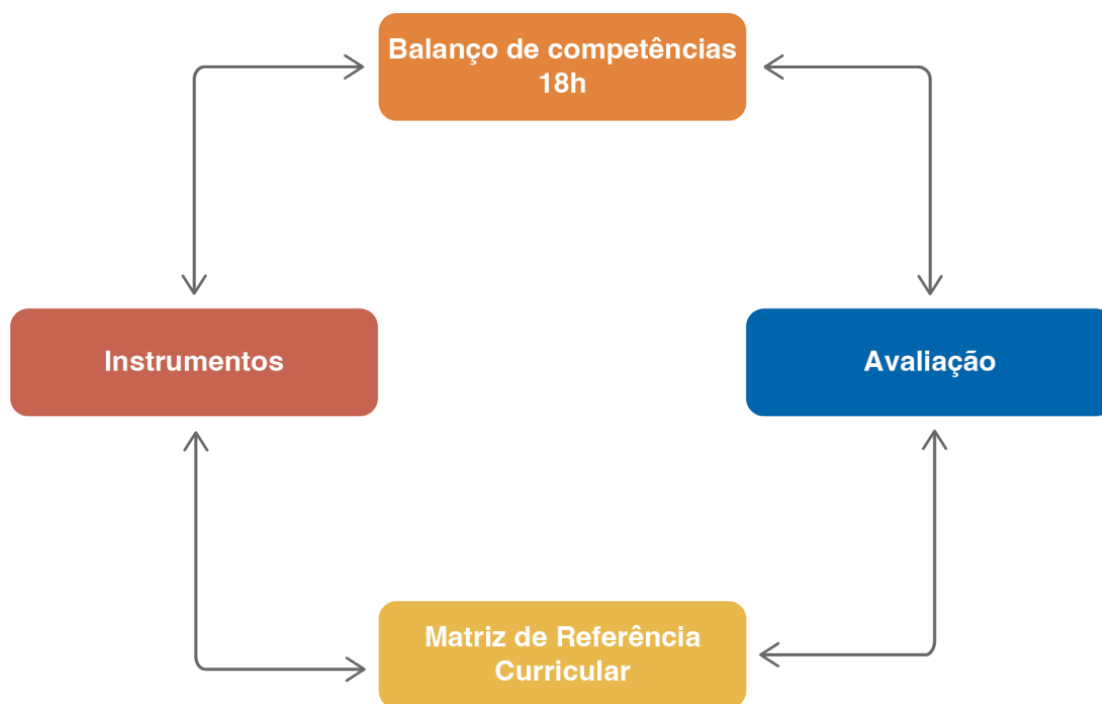 Balanço de competências
18h
Instrumentos
Avaliação
Matriz de Referência
Curricular